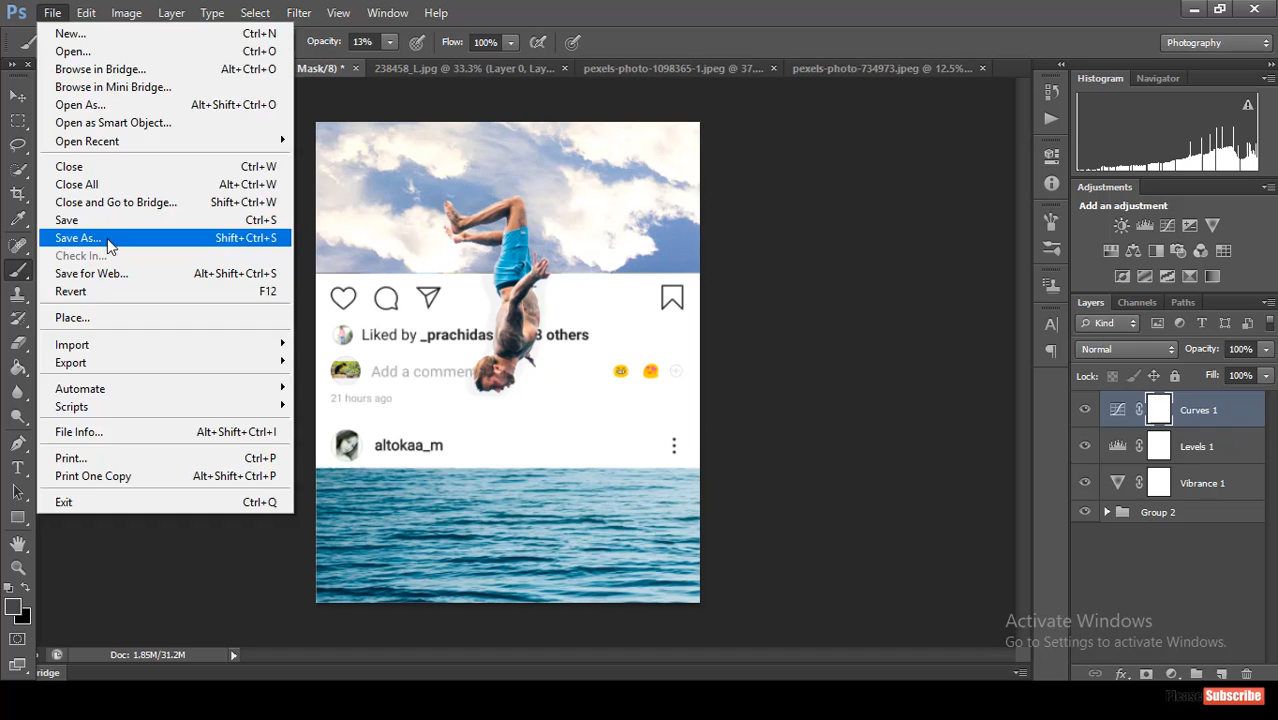 Ps File Edit Image Layer Type Select Filter View Window Help
Opacity: 13% Flow: 100% Photography
Mask/8) * × 238458_L.jpg @ 33.3% (Layer 0, Lay... × pexels-photo-1098365-1.jpeg @ 37.... × pexels-photo-734973.jpeg @ 12.5%... ×
New... Ctrl+N
Open... Ctrl+O
Browse in Bridge... Alt+Ctrl+O
Browse in Mini Bridge...
Open As... Alt+Shift+Ctrl+O
Open as Smart Object...
Open Recent
Close Ctrl+W
Close All Alt+Ctrl+W
Close and Go to Bridge... Shift+Ctrl+W
Save Ctrl+S
Save As... Shift+Ctrl+S
Check In...
Save for Web... Alt+Shift+Ctrl+S
Revert F12
Place...
Import
Export
Automate
Scripts
File Info... Alt+Shift+Ctrl+I
Print... Ctrl+P
Print One Copy Alt+Shift+Ctrl+P
Exit Ctrl+Q
Liked by _prachidas 3 others
Add a commen
21 hours ago
altokaa_m
Histogram Navigator
Adjustments
Add an adjustment
Layers Channels Paths
Kind
Normal Opacity: 100%
Lock: Fill: 100%
Curves 1
Levels 1
Vibrance 1
Group 2
Activate Windows
Go to Settings to activate Windows.
Doc: 1.85M/31.2M
ridge
Please Subscribe